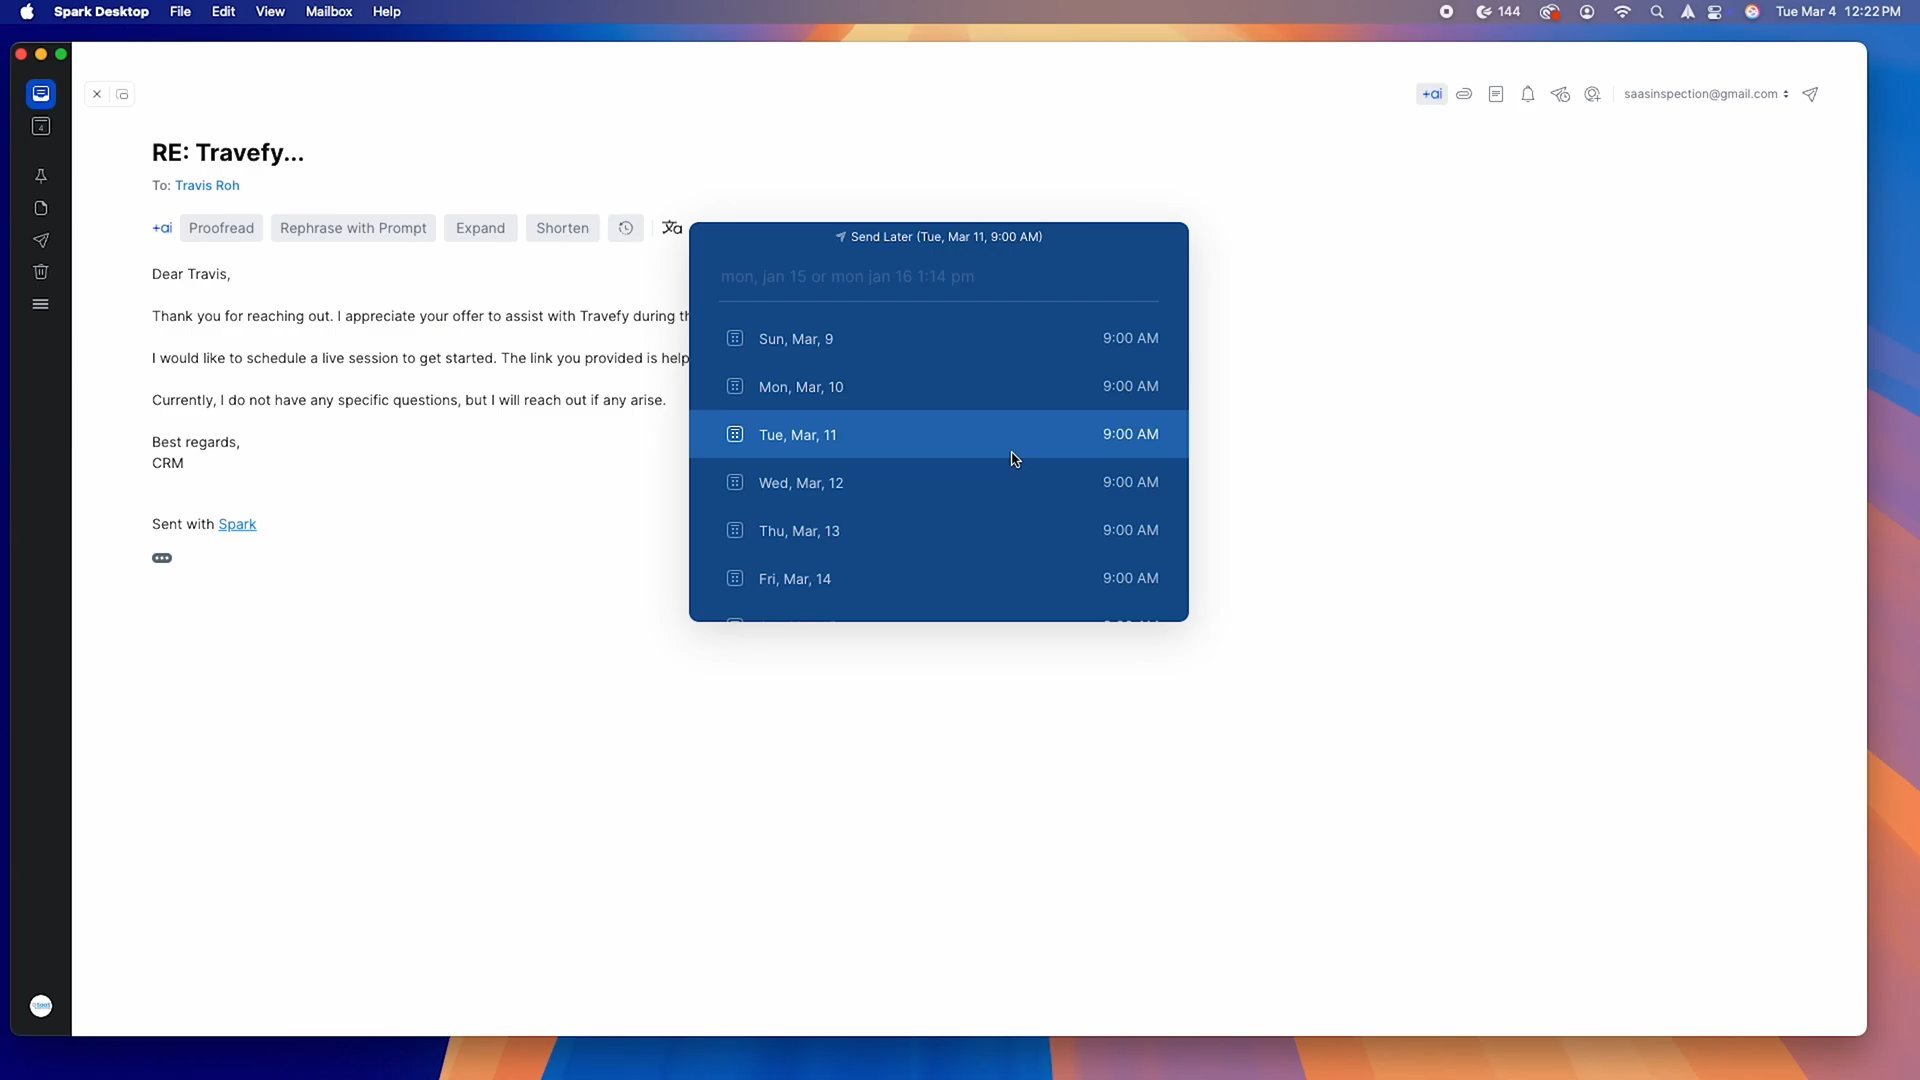 Spark Desktop File Edit View Mailbox Help 144 Tue Mar 4 12:22 PM
4
+ai saasinspection@gmail.com
RE: Travefy...
To: Travis Roh
+ai Proofread Rephrase with Prompt Expand Shorten
Dear Travis,
Thank you for reaching out. I appreciate your offer to assist with Travefy during th
I would like to schedule a live session to get started. The link you provided is help
Currently, I do not have any specific questions, but I will reach out if any arise.
Best regards,
CRM
Sent with Spark
Send Later (Tue, Mar 11, 9:00 AM)
mon, jan 15 or mon jan 16 1:14 pm
Sun, Mar, 9 9:00 AM
Mon, Mar, 10 9:00 AM
Tue, Mar, 11 9:00 AM
Wed, Mar, 12 9:00 AM
Thu, Mar, 13 9:00 AM
Fri, Mar, 14 9:00 AM